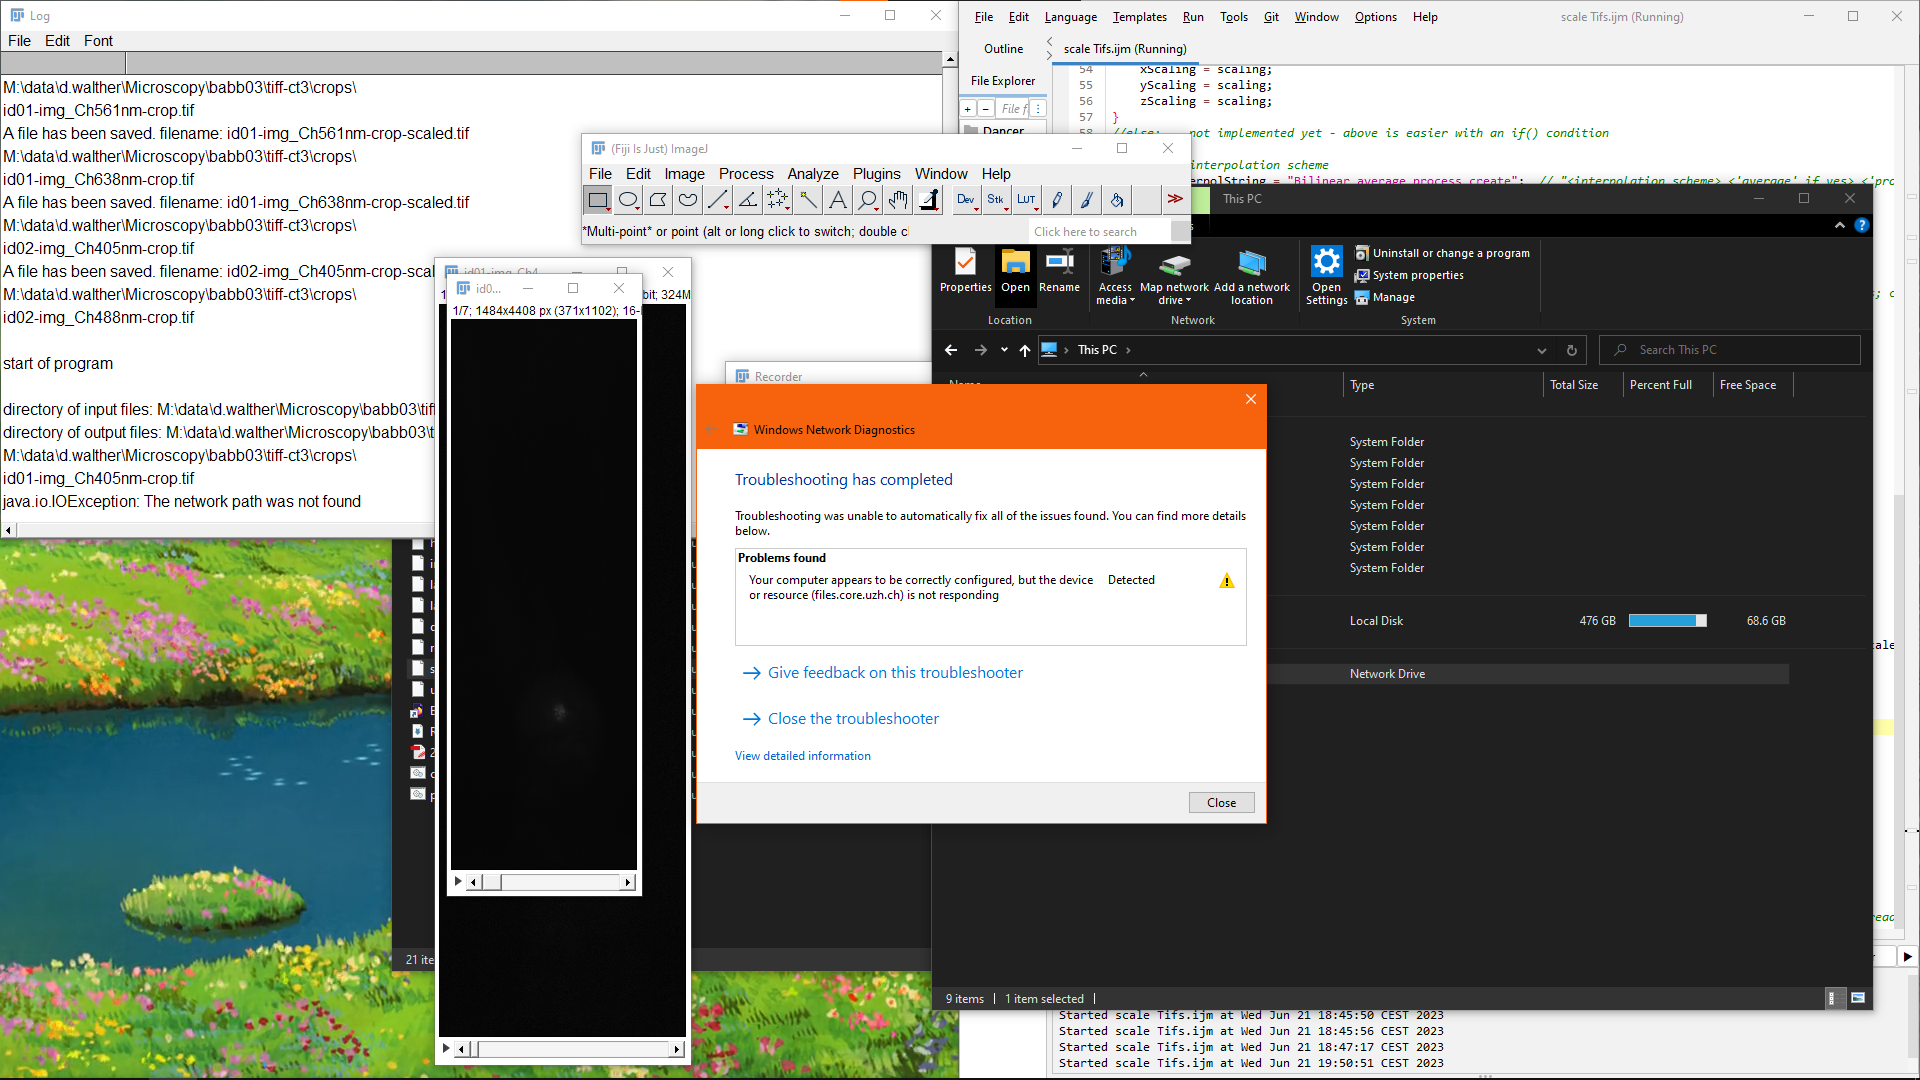 Log
File Edit Font
M:\data\d.walther\Microscopy\babb03\tiff-ct3\crops\
id01-img_Ch561nm-crop.tif
A file has been saved. filename: id01-img_Ch561nm-crop-scaled.tif
M:\data\d.walther\Microscopy\babb03\tiff-ct3\crops\
id01-img_Ch638nm-crop.tif
A file has been saved. filename: id01-img_Ch638nm-crop-scaled.tif
M:\data\d.walther\Microscopy\babb03\tiff-ct3\crops\
id02-img_Ch405nm-crop.tif
A file has been saved. filename: id02-img_Ch405nm-crop-scal
M:\data\d.walther\Microscopy\babb03\tiff-ct3\crops\
id02-img_Ch488nm-crop.tif
start of program
directory of input files: M:\data\d.walther\Microscopy\babb03\tiff
directory of output files: M:\data\d.walther\Microscopy\babb03\t
M:\data\d.walther\Microscopy\babb03\tiff-ct3\crops\
id01-img_Ch405nm-crop.tif
java.io.IOException: The network path was not found
File Edit Language Templates Run Tools Git Window Options Help
scale Tifs.ijm (Running)
Outline
scale Tifs.ijm (Running)
File Explorer
+ - File f
Dancer
54 xScaling = scaling;
55 yScaling = scaling;
56 zScaling = scaling;
57 }
58 //else: not implemented yet - above is easier with an if() condition
interpolation scheme
ernolString = "Bilinear average process create"; // "<interpolation scheme> <'average' if yes> <'pro
(Fiji Is Just) ImageJ
File Edit Image Process Analyze Plugins Window Help
A Dev Stk LUT >>
*Multi-point* or point (alt or long click to switch; double cl
Click here to search
id01-img_Ch4
bit; 324M
id0...
1/7; 1484x4408 px (371x1102); 16-
Recorder
This PC
Properties
Open
Rename
Access media
Map network drive
Add a network location
Open Settings
Uninstall or change a program
System properties
Manage
Location
Network
System
This PC
Search This PC
Name
Type
Total Size
Percent Full
Free Space
System Folder
System Folder
System Folder
System Folder
System Folder
System Folder
System Folder
Local Disk 476 GB 68.6 GB
Network Drive
9 items 1 item selected
Windows Network Diagnostics
Troubleshooting has completed
Troubleshooting was unable to automatically fix all of the issues found. You can find more details
below.
Problems found
Your computer appears to be correctly configured, but the device Detected
or resource (files.core.uzh.ch) is not responding
Give feedback on this troubleshooter
Close the troubleshooter
View detailed information
Close
21 ite
Started scale Tifs.ijm at Wed Jun 21 18:45:50 CEST 2023
Started scale Tifs.ijm at Wed Jun 21 18:45:56 CEST 2023
Started scale Tifs.ijm at Wed Jun 21 18:47:17 CEST 2023
Started scale Tifs.ijm at Wed Jun 21 19:50:51 CEST 2023